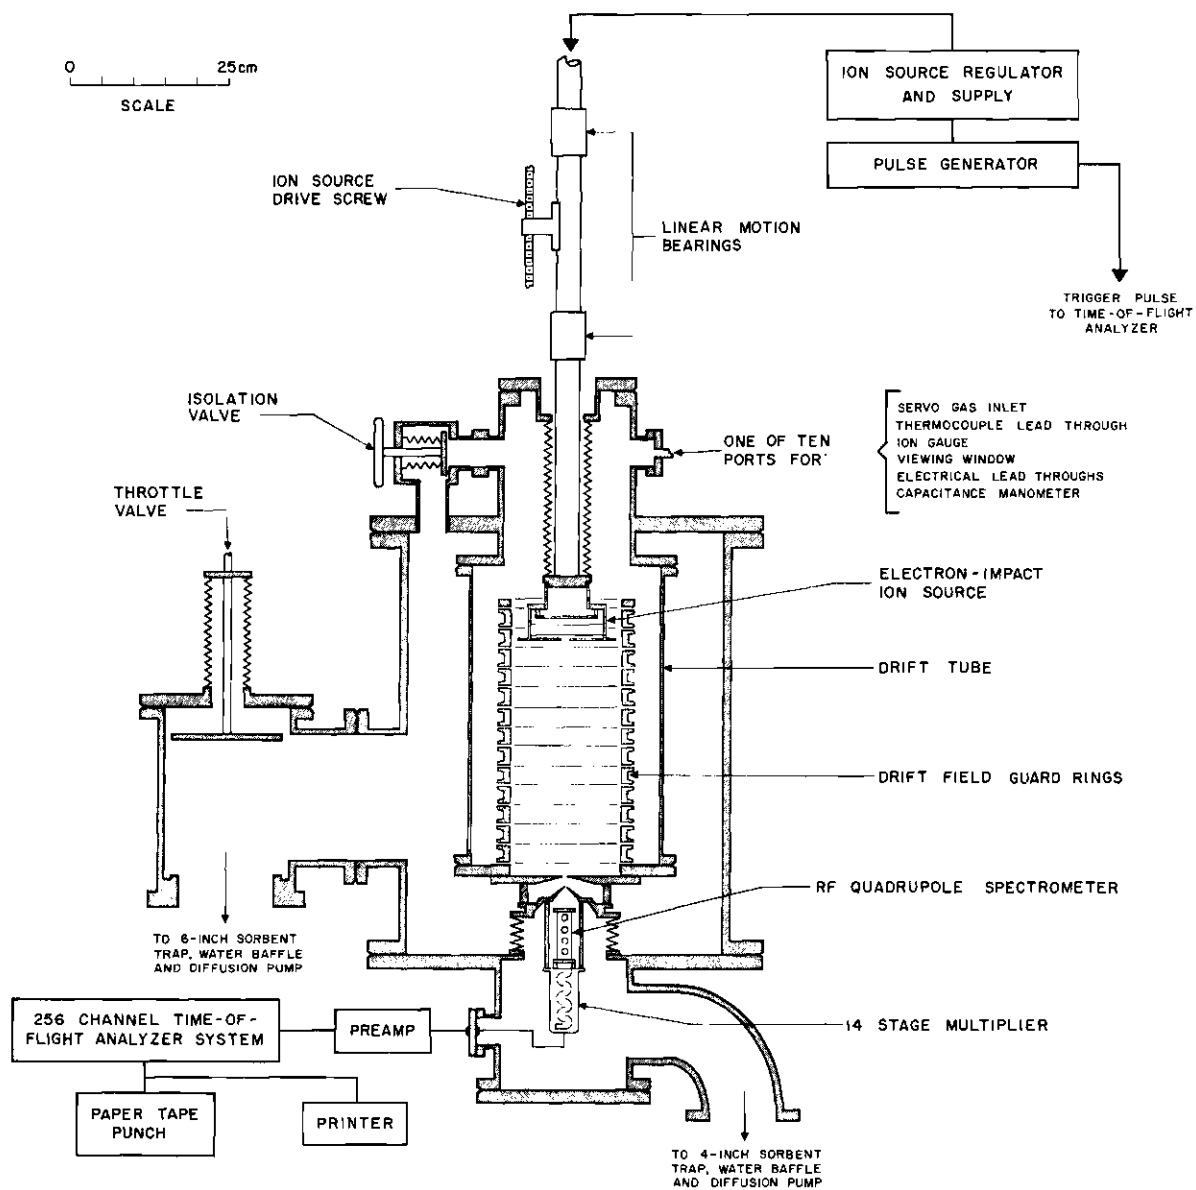 0 25cm
SCALE
ION SOURCE REGULATOR
AND SUPPLY
PULSE GENERATOR
ION SOURCE
DRIVE SCREW
LINEAR MOTION
BEARINGS
TRIGGER PULSE
TO TIME-OF-FLIGHT
ANALYZER
ISOLATION
VALVE
ONE OF TEN
PORTS FOR
SERVO GAS INLET
THERMOCOUPLE LEAD THROUGH
ION GAUGE
VIEWING WINDOW
ELECTRICAL LEAD THROUGHS
CAPACITANCE MANOMETER
THROTTLE
VALVE
ELECTRON-IMPACT
ION SOURCE
DRIFT TUBE
DRIFT FIELD GUARD RINGS
RF QUADRUPOLE SPECTROMETER
TO 6-INCH SORBENT
TRAP, WATER BAFFLE
AND DIFFUSION PUMP
256 CHANNEL TIME-OF-
FLIGHT ANALYZER SYSTEM
PREAMP
14 STAGE MULTIPLIER
PAPER TAPE
PUNCH
PRINTER
TO 4-INCH SORBENT
TRAP, WATER BAFFLE
AND DIFFUSION PUMP